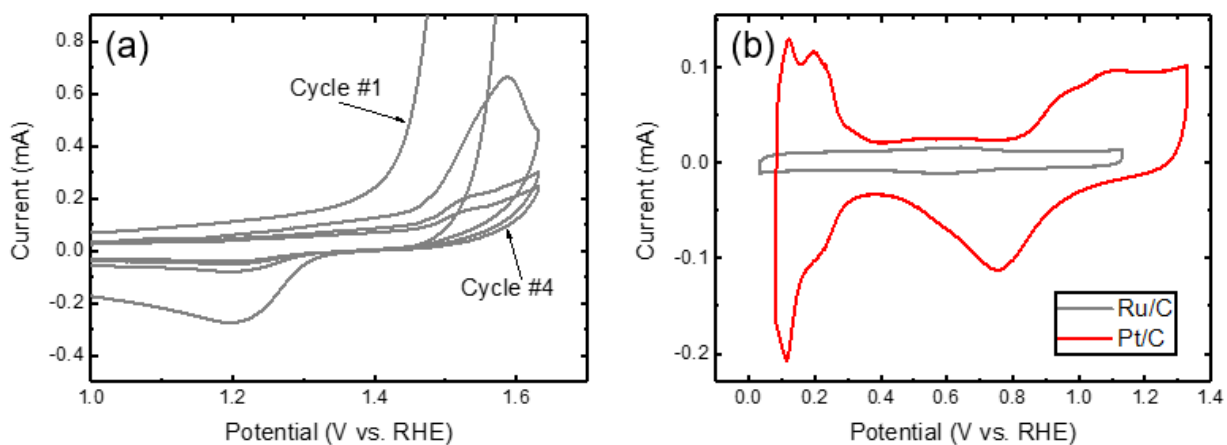 (a)
0.8
0.6
0.4
0.2
0.0
-0.2
-0.4
Current (mA)
Cycle #1
Cycle #4
1.0
1.2
1.4
1.6
Potential (V vs. RHE)
(b)
0.1
0.0
-0.1
-0.2
Current (mA)
Ru/C
Pt/C
0.0
0.2
0.4
0.6
0.8
1.0
1.2
1.4
Potential (V vs. RHE)